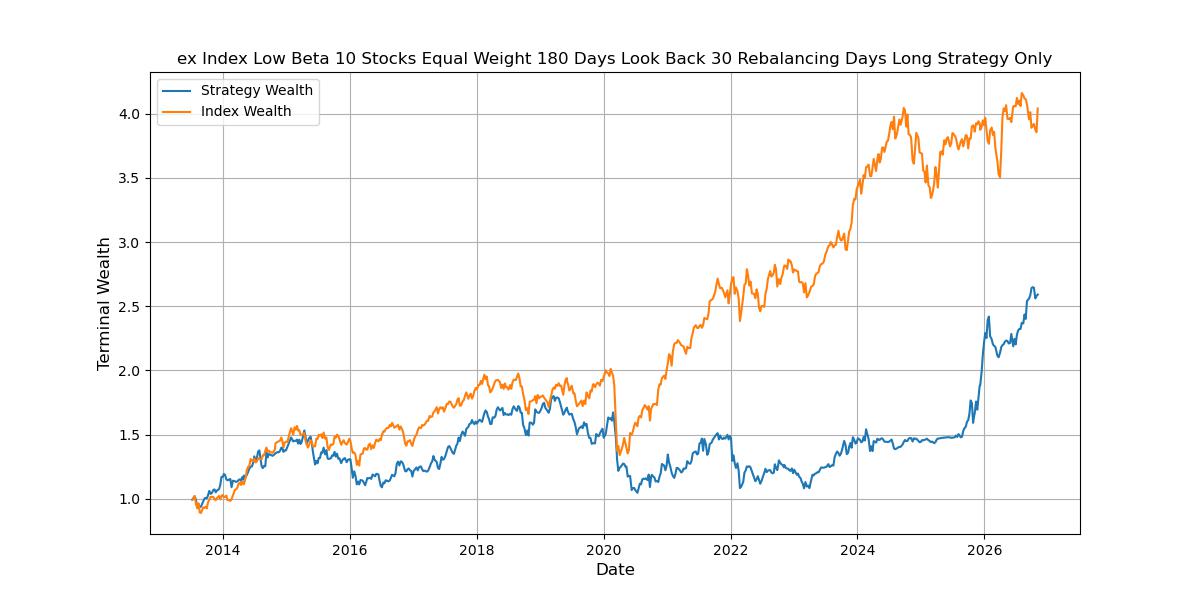 ex Index Low Beta 10 Stocks Equal Weight 180 Days Look Back 30 Rebalancing Days Long Strategy Only
Strategy Wealth
Index Wealth
Terminal Wealth
4.0
3.5
3.0
2.5
2.0
1.5
1.0
2014 2016 2018 2020 2022 2024 2026
Date